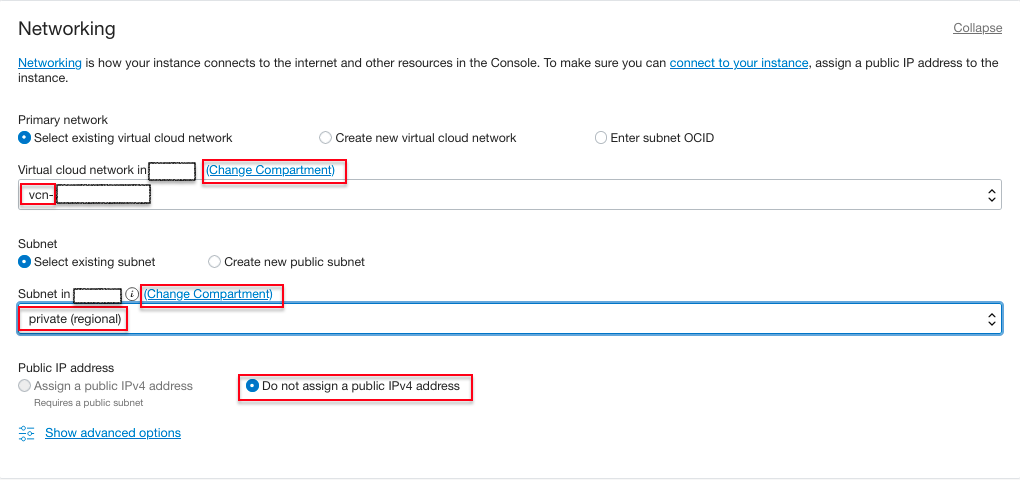 Networking
Collapse
Networking is how your instance connects to the internet and other resources in the Console. To make sure you can connect to your instance, assign a public IP address to the
instance.
Primary network
Select existing virtual cloud network
Create new virtual cloud network
Enter subnet OCID
Virtual cloud network in (Change Compartment)
vcn-
Subnet
Select existing subnet
Create new public subnet
Subnet in i (Change Compartment)
private (regional)
Public IP address
Assign a public IPv4 address
Do not assign a public IPv4 address
Requires a public subnet
Show advanced options